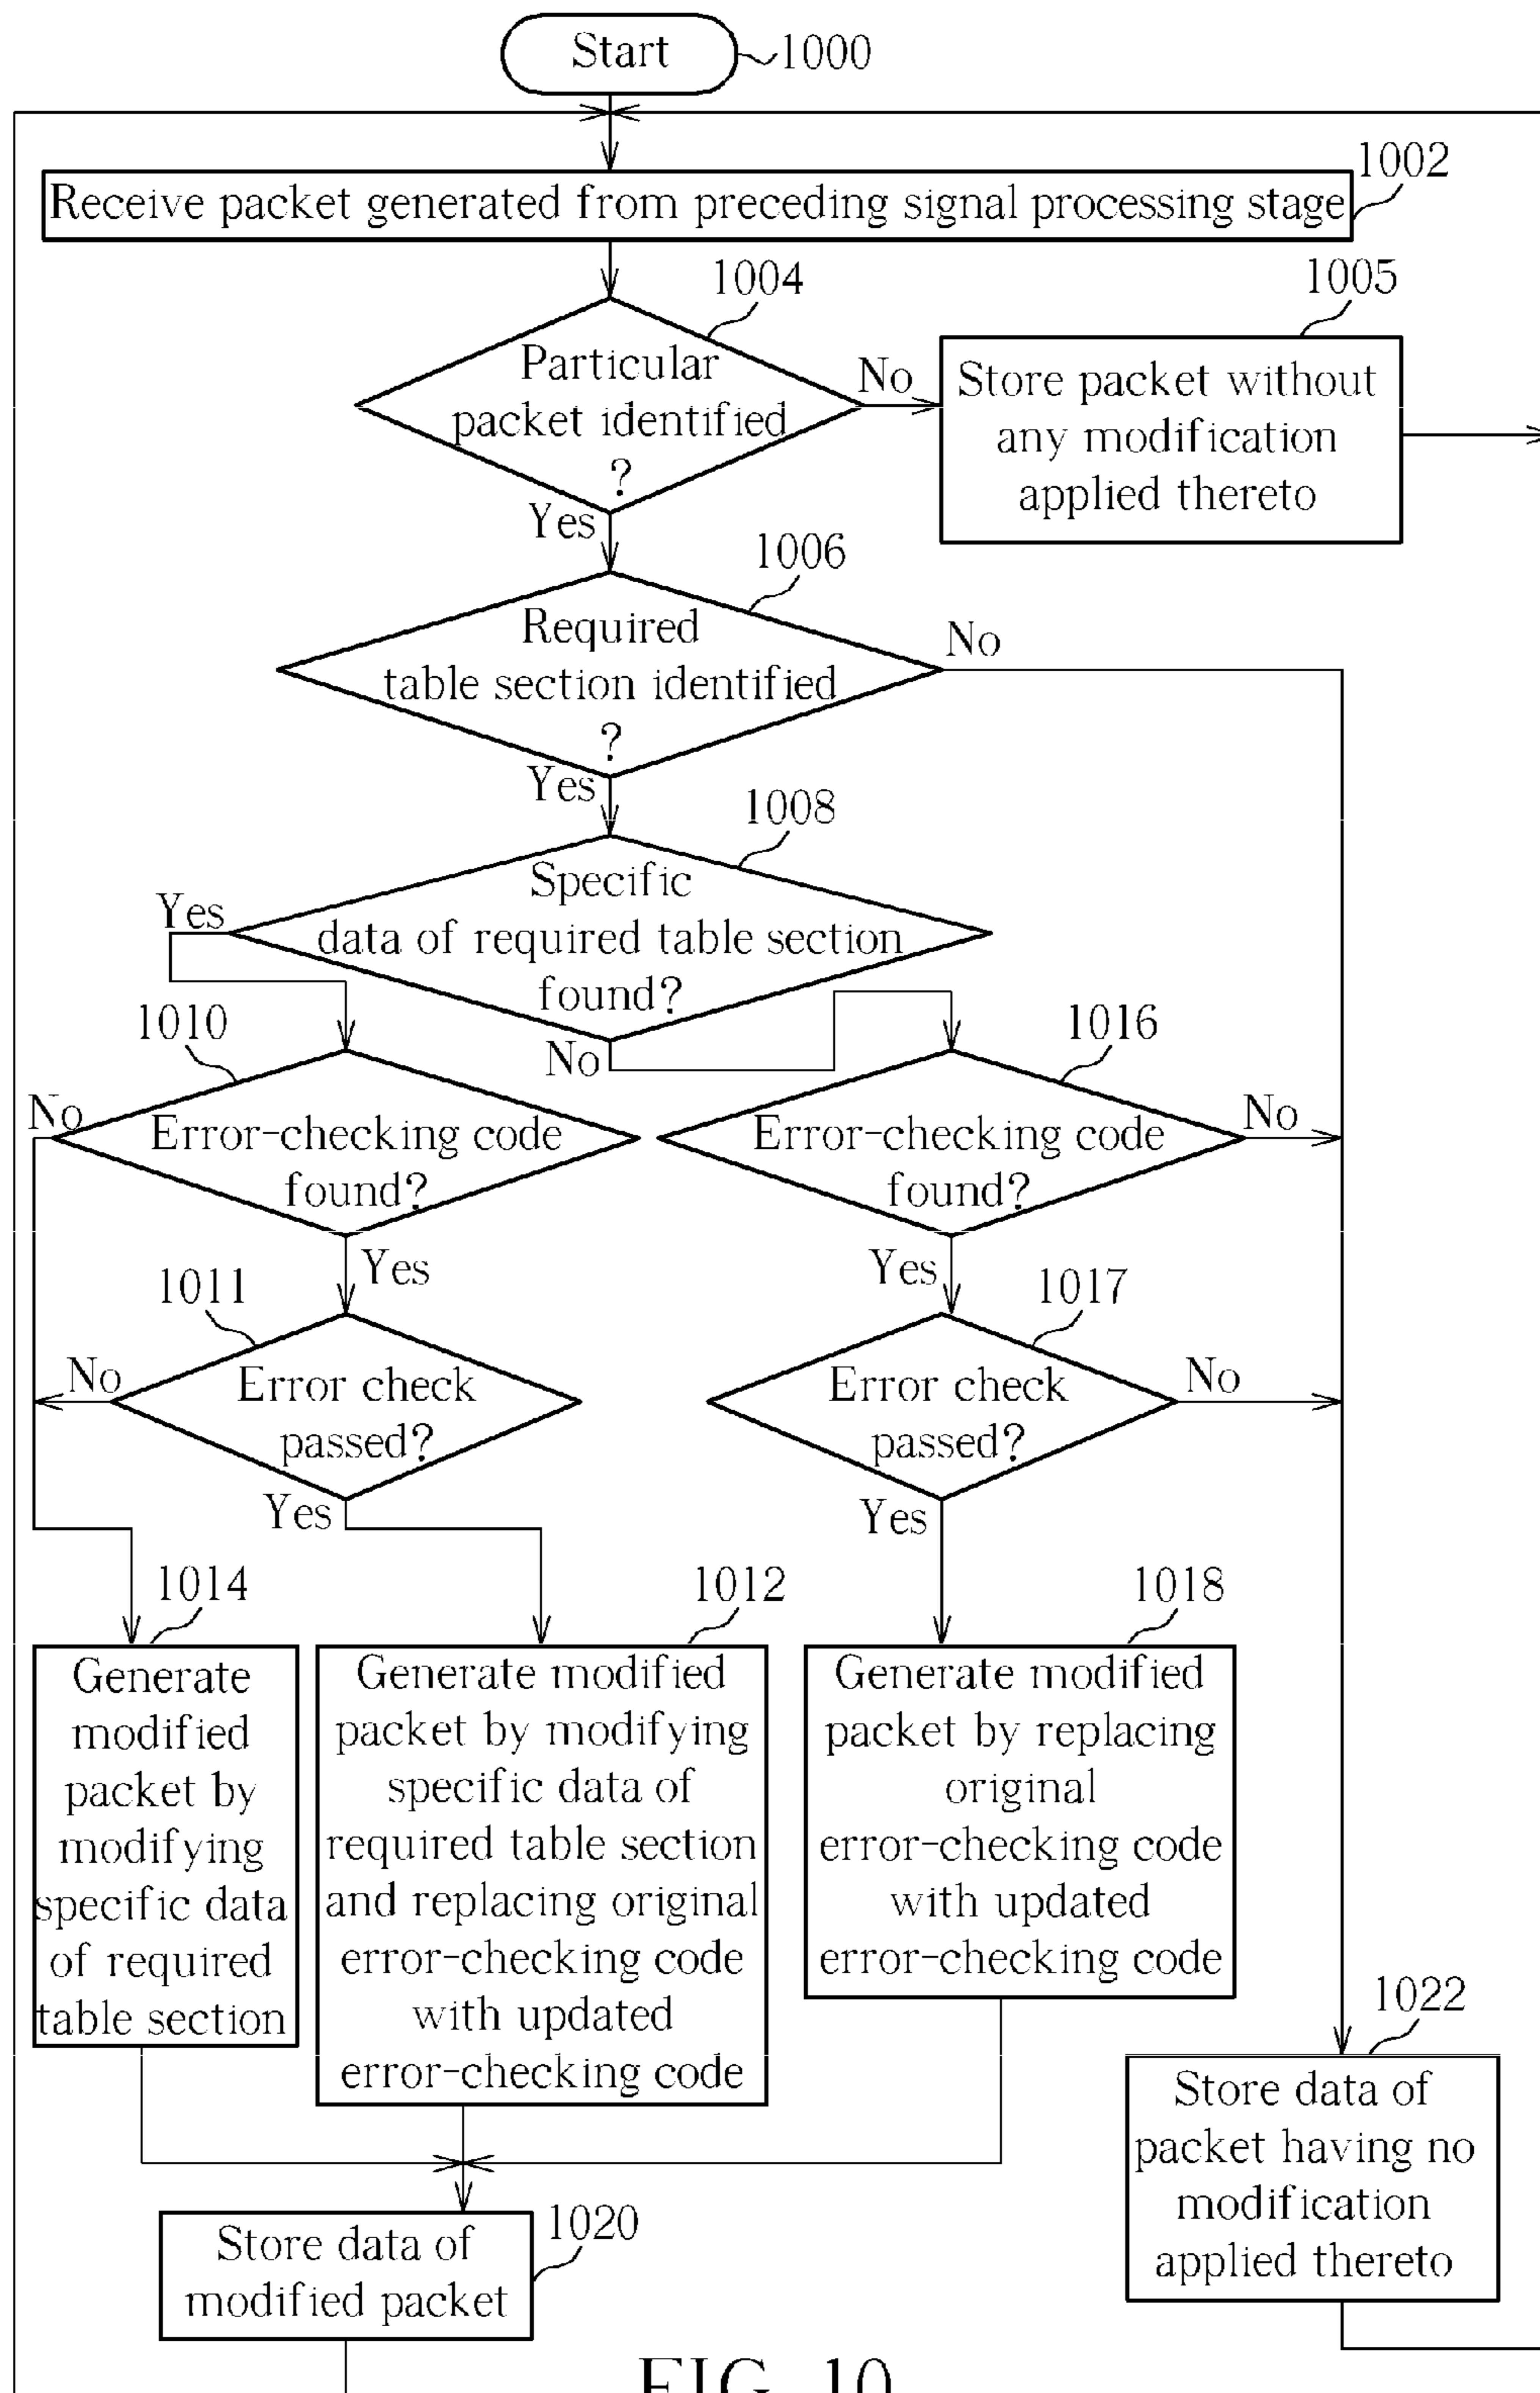 Start
1000
1002
Receive packet generated from preceding signal processing stage
1004
1005
Particular
packet identified
?
No
Store packet without
any modification
applied thereto
Yes
1006
Required
table section identified
?
No
Yes
1008
Specific
data of required table section
found?
Yes
No
1010
1016
Error-checking code
found?
No
Yes
Error-checking code
found?
No
Yes
1011
1017
Error check
passed?
No
Yes
Error check
passed?
No
Yes
1014
1012
1018
Generate
modified
packet by
modifying
specific data
of required
table section
Generate modified
packet by modifying
specific data of
required table section
and replacing original
error-checking code
with updated
error-checking code
Generate modified
packet by replacing
original
error-checking code
with updated
error-checking code
1022
Store data of
packet having no
modification
applied thereto
1020
Store data of
modified packet
FIG. 10